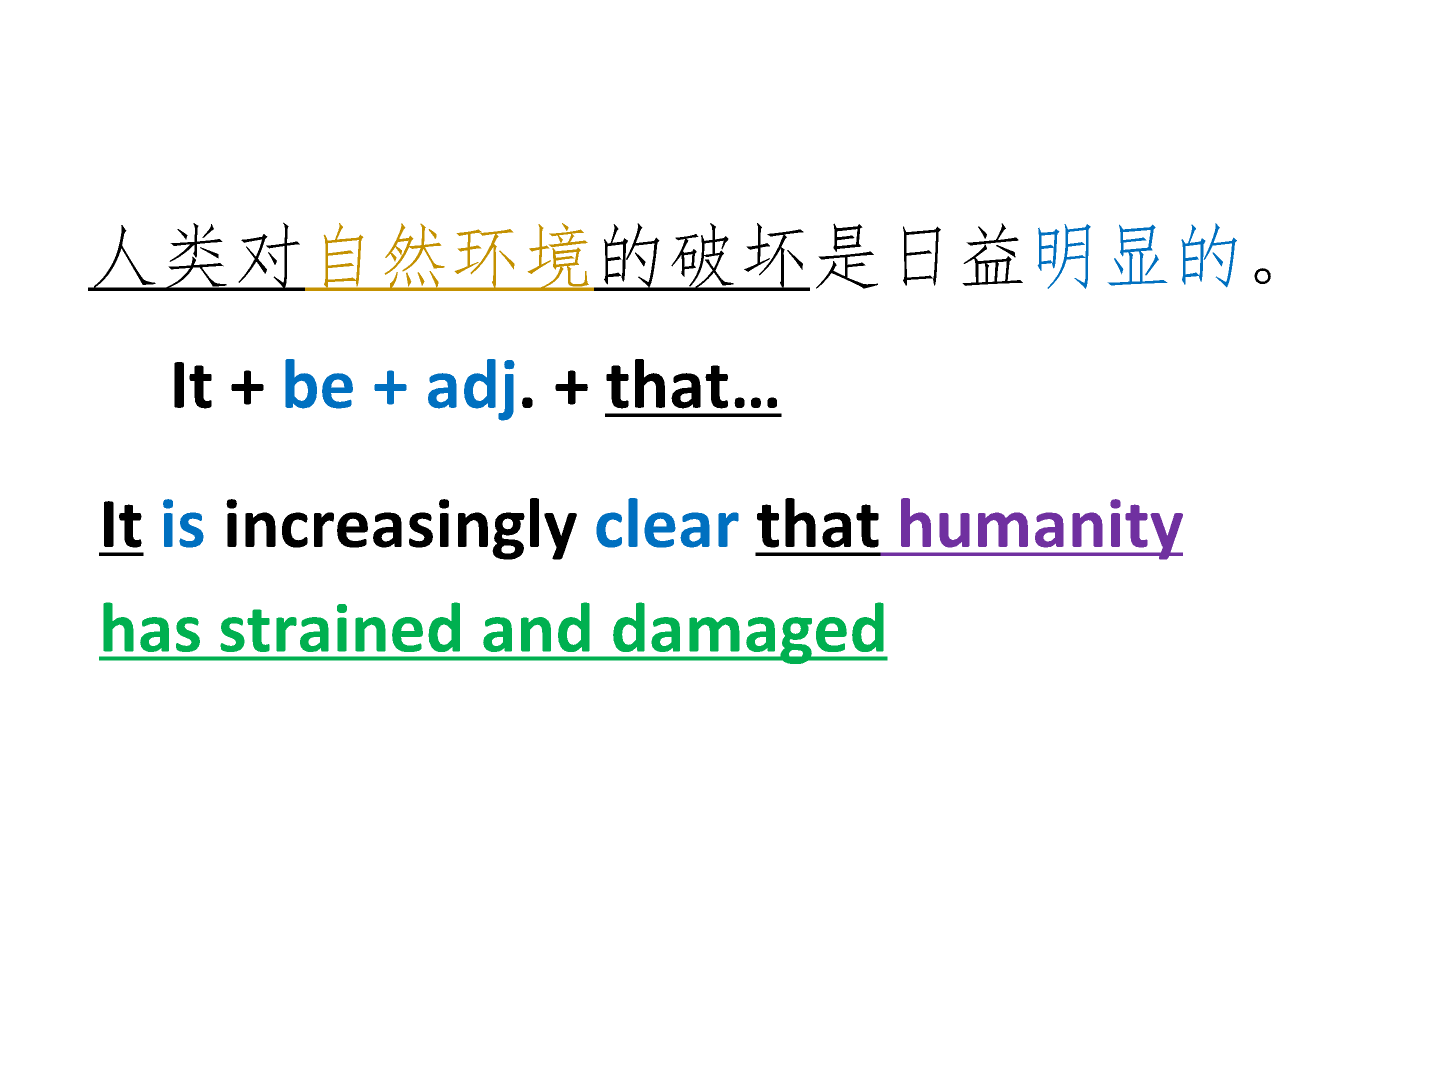 人类对自然环境的破坏是日益明显的。
It + be + adj. + that…
It is increasingly clear that humanity
has strained and damaged